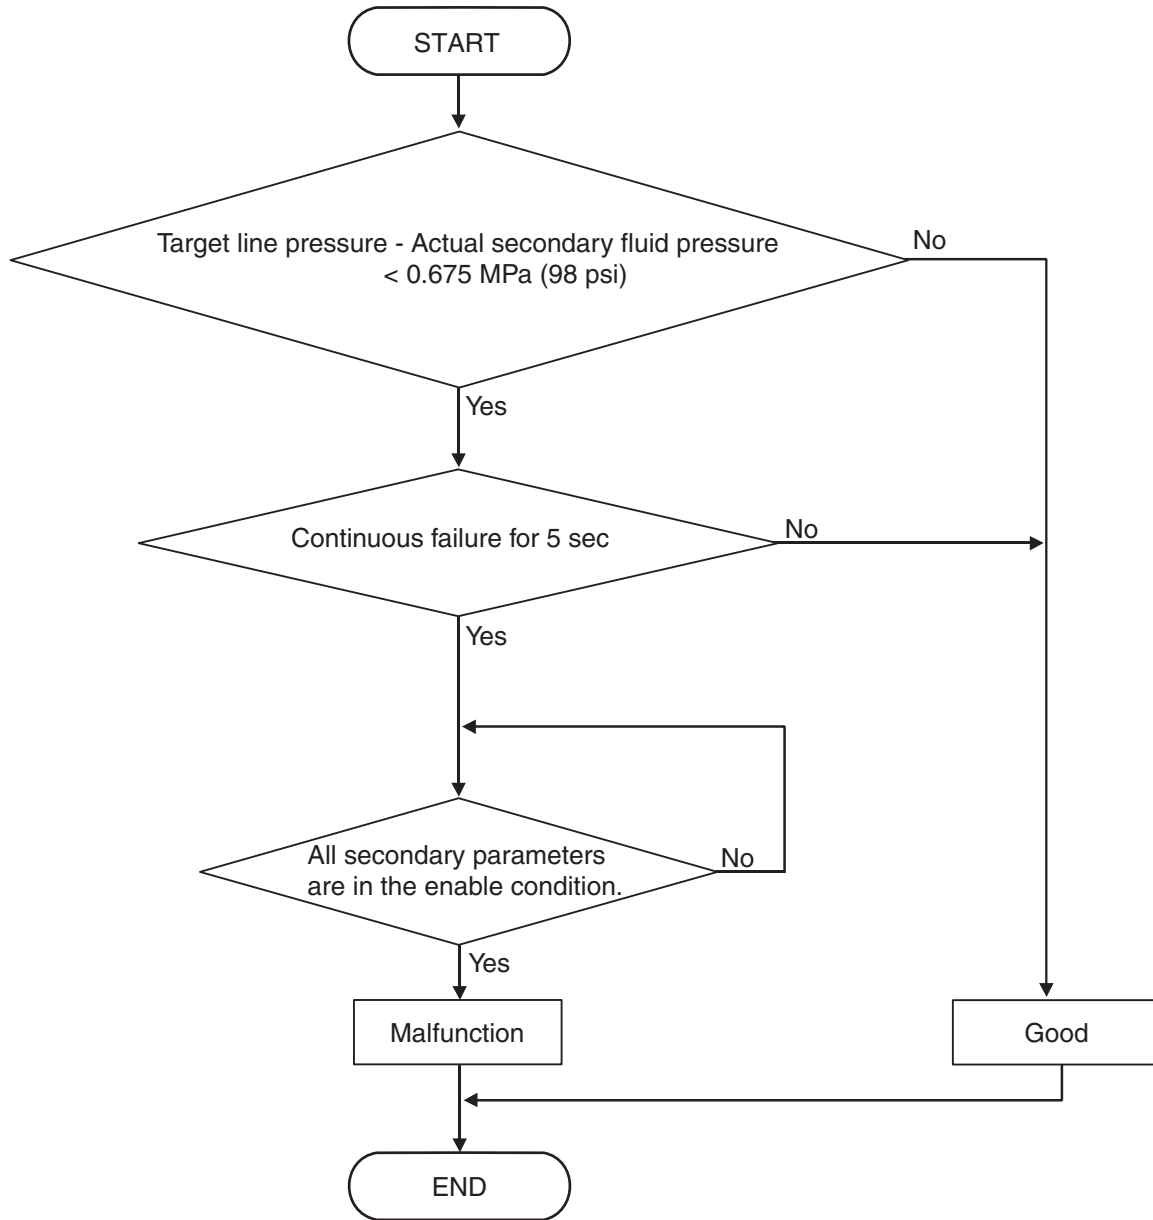 START
Target line pressure - Actual secondary fluid pressure
< 0.675 MPa (98 psi)
No
Yes
Continuous failure for 5 sec
No
Yes
All secondary parameters
are in the enable condition.
No
Yes
Malfunction
Good
END